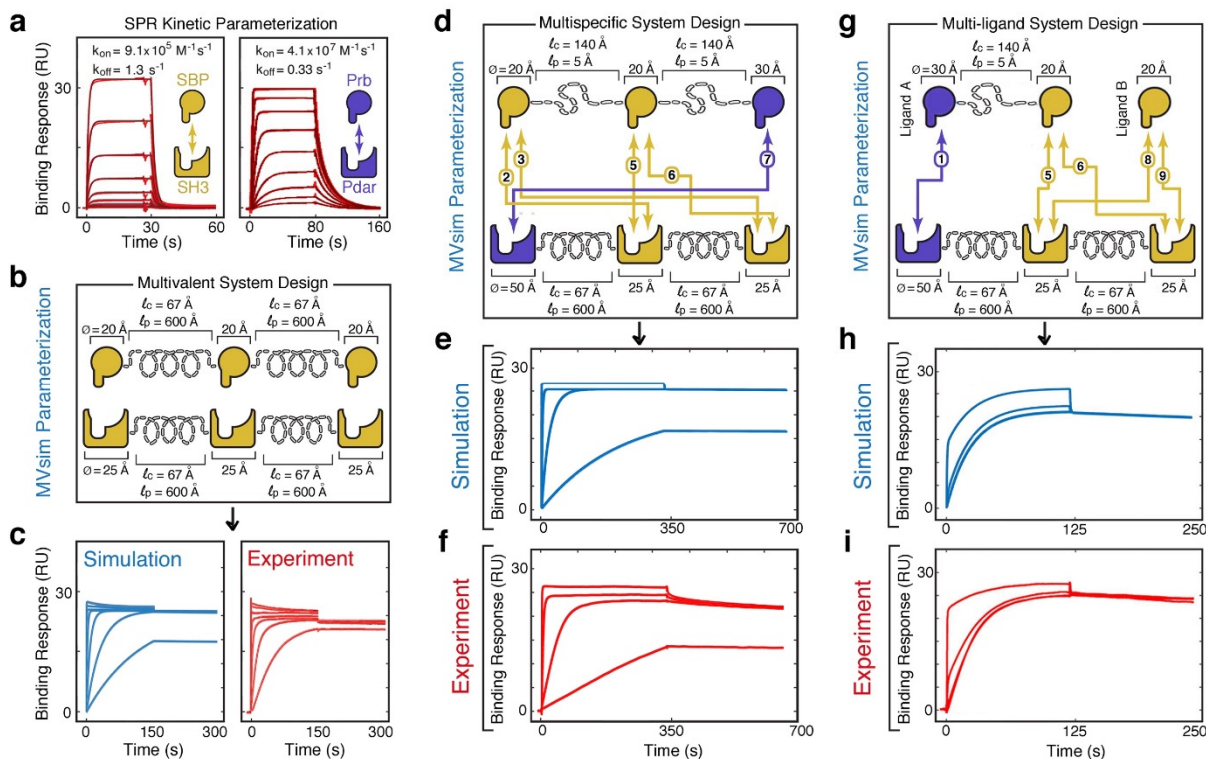 a
SPR Kinetic Parameterization
Binding Response (RU)
30
0
kon = 9.1x10⁵ M⁻¹s⁻¹
koff = 1.3 s⁻¹
SBP
SH3
0 30 60
Time (s)
kon = 4.1x10⁷ M⁻¹s⁻¹
koff = 0.33 s⁻¹
Prb
Pdar
0 80 160
Time (s)
b
MVsim Parameterization
Multivalent System Design
ℓc = 67 Å ℓc = 67 Å
ℓp = 600 Å ℓp = 600 Å
Ø=20 Å 20 Å 20 Å
Ø=25 Å 25 Å 25 Å
ℓc = 67 Å ℓc = 67 Å
ℓp = 600 Å ℓp = 600 Å
c
Binding Response (RU)
30
0
Simulation
0 150 300
Time (s)
Experiment
0 150 300
Time (s)
d
MVsim Parameterization
Multispecific System Design
ℓc = 140 Å ℓc = 140 Å
ℓp = 5 Å ℓp = 5 Å
Ø=20 Å 20 Å 30 Å
3 5 7
2 6
Ø=50 Å 25 Å 25 Å
ℓc = 67 Å ℓc = 67 Å
ℓp = 600 Å ℓp = 600 Å
e
Simulation
Binding Response (RU)
30
0
0 350 700
f
Experiment
Binding Response (RU)
30
0
0 350 700
Time (s)
g
MVsim Parameterization
Multi-ligand System Design
ℓc = 140 Å
ℓp = 5 Å
Ø=30 Å 20 Å 20 Å
Ligand A
Ligand B
1 8
5 6 9
Ø=50 Å 25 Å 25 Å
ℓc = 67 Å ℓc = 67 Å
ℓp = 600 Å ℓp = 600 Å
h
Simulation
Binding Response (RU)
30
0
0 125 250
i
Experiment
Binding Response (RU)
30
0
0 125 250
Time (s)